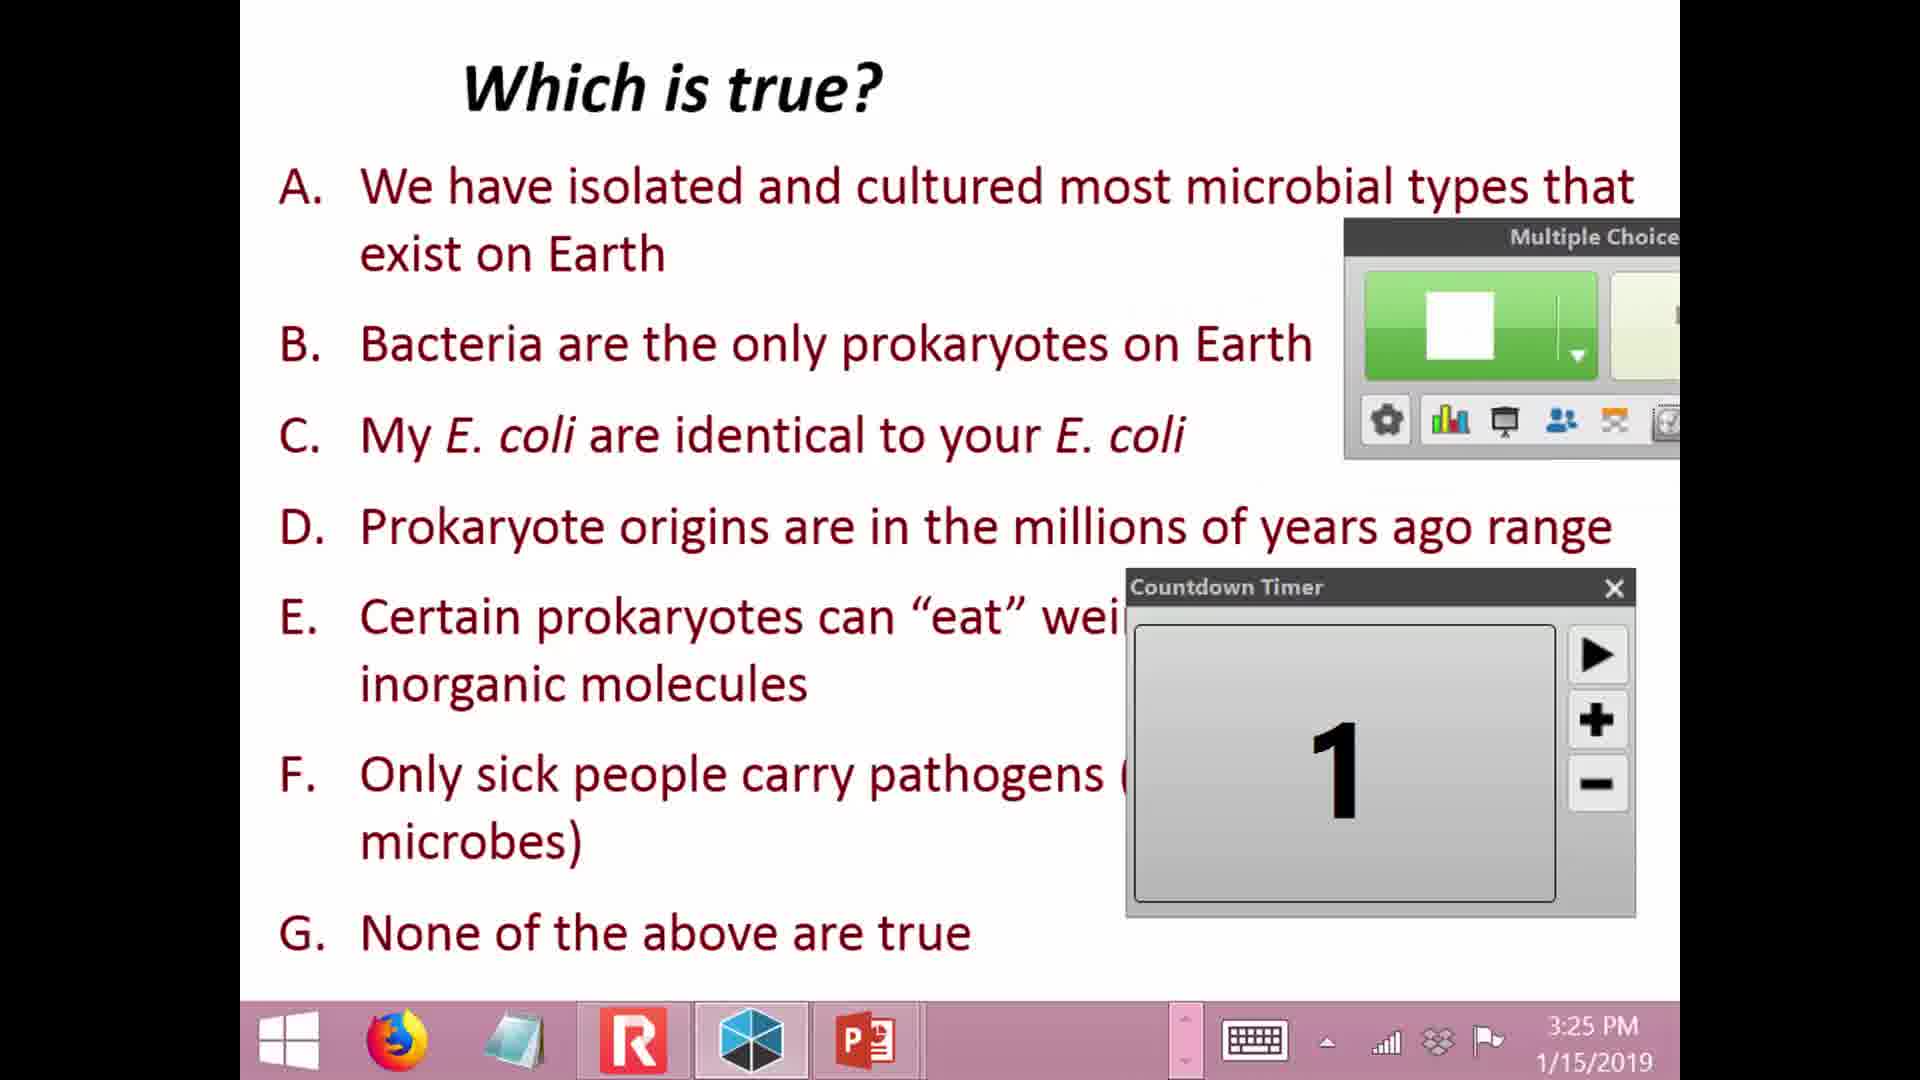 Which is true?
A. We have isolated and cultured most microbial types that
exist on Earth
Multiple Choice
B. Bacteria are the only prokaryotes on Earth
C. My E. coli are identical to your E. coli
D. Prokaryote origins are in the millions of years ago range
Countdown Timer
E. Certain prokaryotes can “eat”
inorganic molecules
1
F. Only sick people carry pathogens
microbes)
G. None of the above are true
3:25 PM
1/15/2019